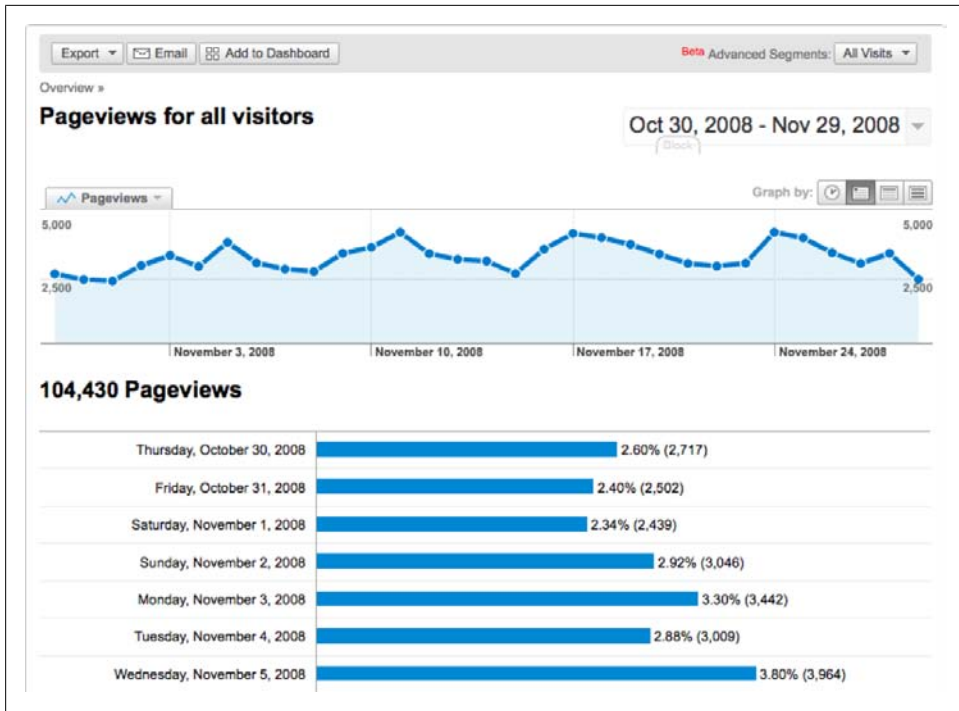 Export Email Add to Dashboard Beta Advanced Segments: All Visits
Overview »
Pageviews for all visitors
Oct 30, 2008 - Nov 29, 2008
Block
Pageviews Graph by:
5,000 5,000
2,500 2,500
November 3, 2008 November 10, 2008 November 17, 2008 November 24, 2008
104,430 Pageviews
Thursday, October 30, 2008 2.60% (2,717)
Friday, October 31, 2008 2.40% (2,502)
Saturday, November 1, 2008 2.34% (2,439)
Sunday, November 2, 2008 2.92% (3,046)
Monday, November 3, 2008 3.30% (3,442)
Tuesday, November 4, 2008 2.88% (3,009)
Wednesday, November 5, 2008 3.80% (3,964)